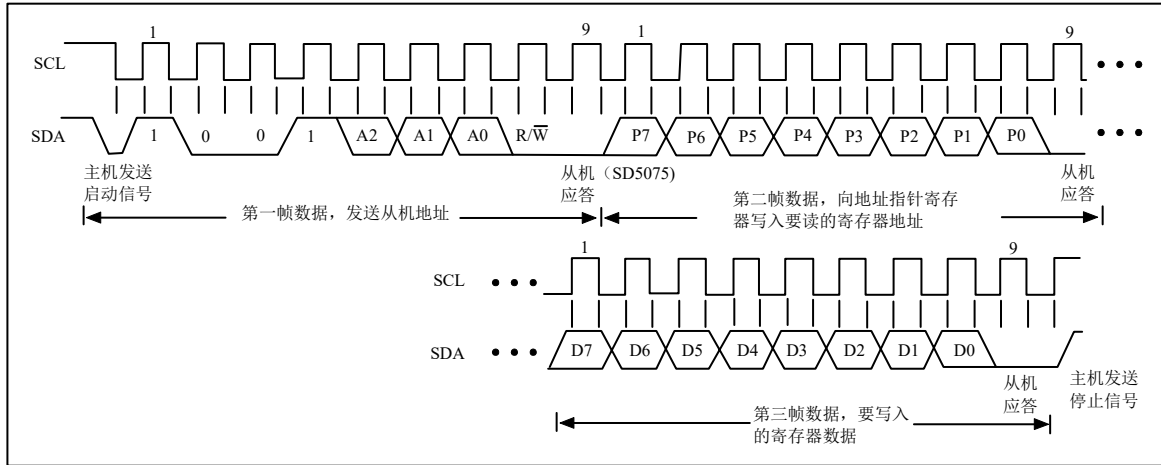 1 9 1 9
SCL
SDA 1 0 0 1 A2 A1 A0 R/W̅ P7 P6 P5 P4 P3 P2 P1 P0
主机发送
启动信号
从机（SD5075)
应答
从机
应答
第一帧数据，发送从机地址
第二帧数据，向地址指针寄存
器写入要读的寄存器地址
1 9
SCL
SDA D7 D6 D5 D4 D3 D2 D1 D0
从机
应答
主机发送
停止信号
第三帧数据，要写入
的寄存器数据